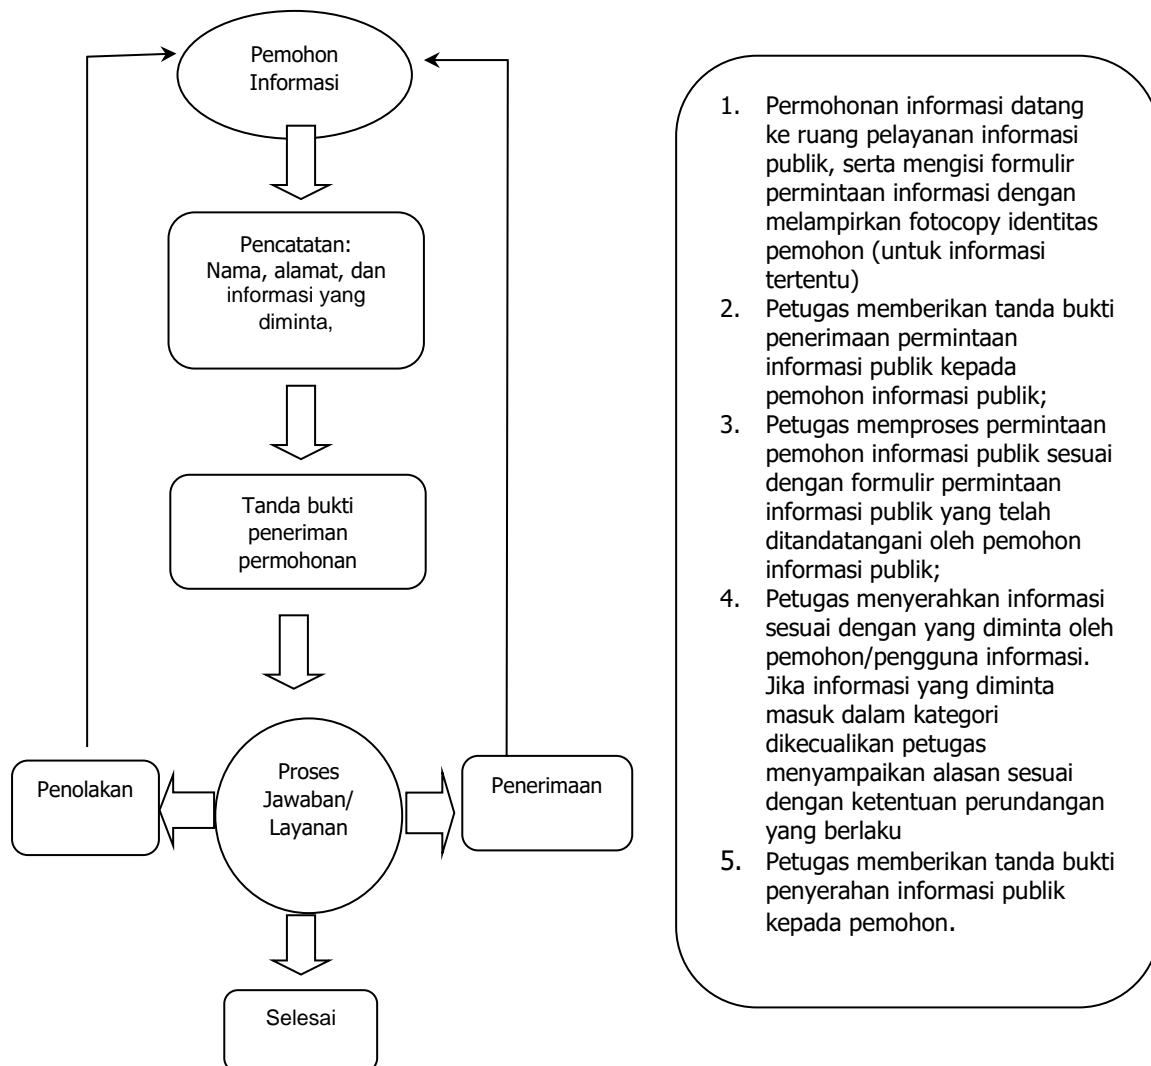 Pemohon
Informasi
Pencatatan:
Nama, alamat, dan
informasi yang
diminta,
Tanda bukti
peneriman
permohonan
Penolakan
Proses
Jawaban/
Layanan
Penerimaan
Selesai
1. Permohonan informasi datang
ke ruang pelayanan informasi
publik, serta mengisi formulir
permintaan informasi dengan
melampirkan fotocopy identitas
pemohon (untuk informasi
tertentu)
2. Petugas memberikan tanda bukti
penerimaan permintaan
informasi publik kepada
pemohon informasi publik;
3. Petugas memproses permintaan
pemohon informasi publik sesuai
dengan formulir permintaan
informasi publik yang telah
ditandatangani oleh pemohon
informasi publik;
4. Petugas menyerahkan informasi
sesuai dengan yang diminta oleh
pemohon/pengguna informasi.
Jika informasi yang diminta
masuk dalam kategori
dikecualikan petugas
menyampaikan alasan sesuai
dengan ketentuan perundangan
yang berlaku
5. Petugas memberikan tanda bukti
penyerahan informasi publik
kepada pemohon.